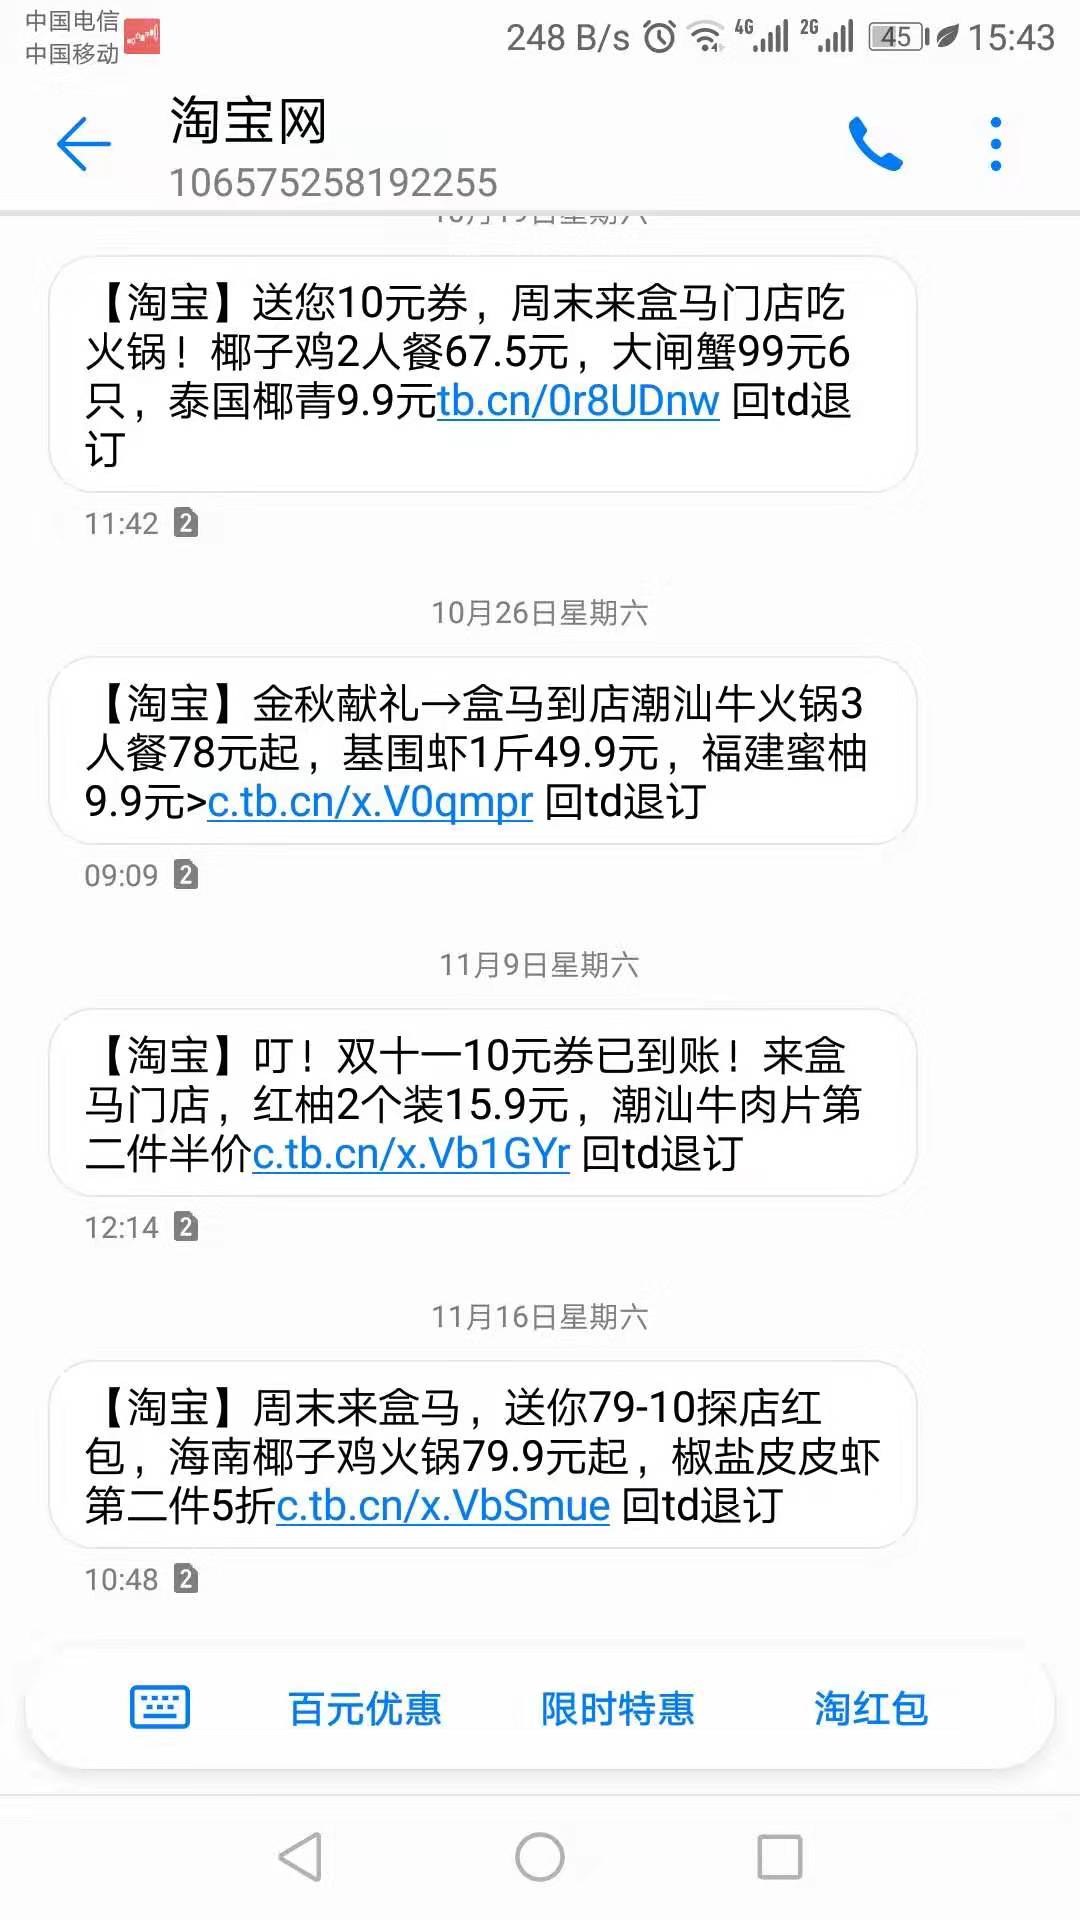 中国电信
中国移动
248 B/s 4G 2G 45 15:43
淘宝网
106575258192255
10月19日星期六
【淘宝】送您10元券，周末来盒马门店吃
火锅！椰子鸡2人餐67.5元，大闸蟹99元6
只，泰国椰青9.9元tb.cn/0r8UDnw 回td退
订
11:42 2
10月26日星期六
【淘宝】金秋献礼→盒马到店潮汕牛火锅3
人餐78元起，基围虾1斤49.9元，福建蜜柚
9.9元>c.tb.cn/x.V0qmpr 回td退订
09:09 2
11月9日星期六
【淘宝】叮！双十一10元券已到账！来盒
马门店，红柚2个装15.9元，潮汕牛肉片第
二件半价c.tb.cn/x.Vb1GYr 回td退订
12:14 2
11月16日星期六
【淘宝】周末来盒马，送你79-10探店红
包，海南椰子鸡火锅79.9元起，椒盐皮皮虾
第二件5折c.tb.cn/x.VbSmue 回td退订
10:48 2
百元优惠 限时特惠 淘红包